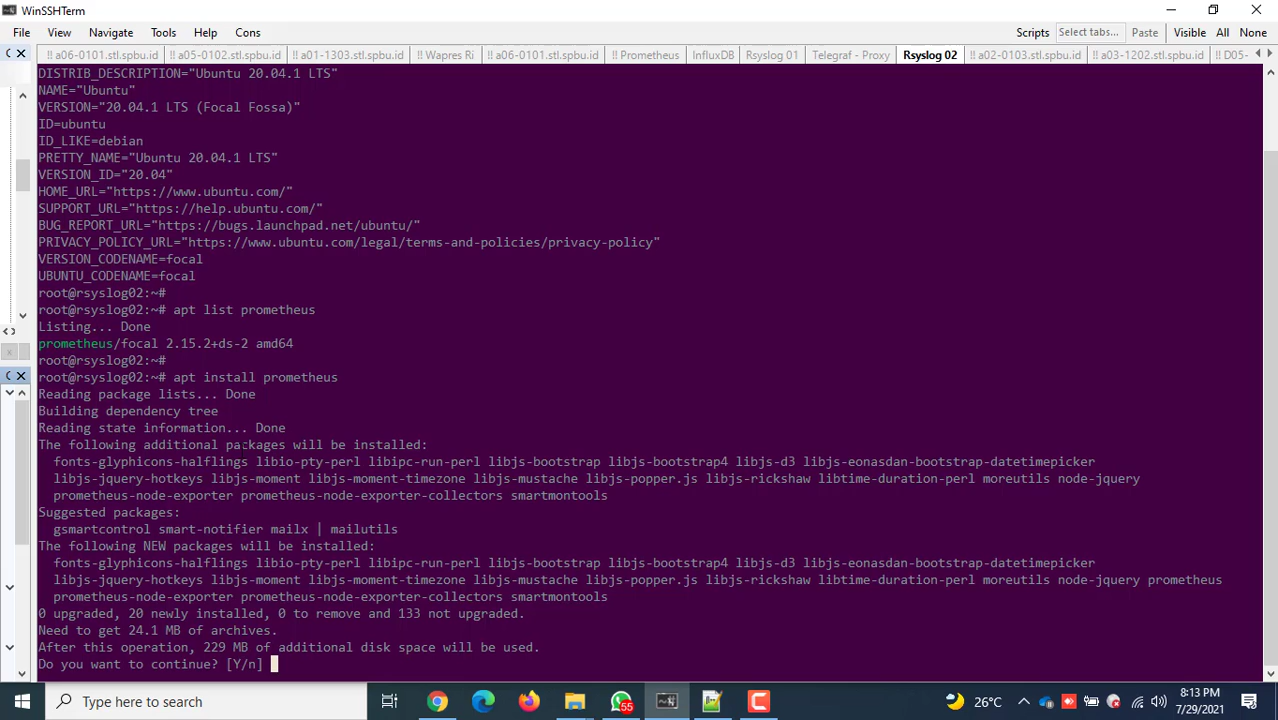 WinSSHTerm
File View Navigate Tools Help Cons Scripts Select tabs... Paste Visible All None
!! a06-0101.stl.spbu.id !! a05-0102.stl.spbu.id !! a01-1303.stl.spbu.id !! Wapres Ri !! a06-0101.stl.spbu.id !! Prometheus InfluxDB Rsyslog 01 Telegraf - Proxy Rsyslog 02 !! a02-0103.stl.spbu.id !! a03-1202.stl.spbu.id !! D05-
DISTRIB_DESCRIPTION="Ubuntu 20.04.1 LTS"
NAME="Ubuntu"
VERSION="20.04.1 LTS (Focal Fossa)"
ID=ubuntu
ID_LIKE=debian
PRETTY_NAME="Ubuntu 20.04.1 LTS"
VERSION_ID="20.04"
HOME_URL="https://www.ubuntu.com/"
SUPPORT_URL="https://help.ubuntu.com/"
BUG_REPORT_URL="https://bugs.launchpad.net/ubuntu/"
PRIVACY_POLICY_URL="https://www.ubuntu.com/legal/terms-and-policies/privacy-policy"
VERSION_CODENAME=focal
UBUNTU_CODENAME=focal
root@rsyslog02:~#
root@rsyslog02:~# apt list prometheus
Listing... Done
prometheus/focal 2.15.2+ds-2 amd64
root@rsyslog02:~#
root@rsyslog02:~# apt install prometheus
Reading package lists... Done
Building dependency tree
Reading state information... Done
The following additional packages will be installed:
fonts-glyphicons-halflings libio-pty-perl libipc-run-perl libjs-bootstrap libjs-bootstrap4 libjs-d3 libjs-eonasdan-bootstrap-datetimepicker
libjs-jquery-hotkeys libjs-moment libjs-moment-timezone libjs-mustache libjs-popper.js libjs-rickshaw libtime-duration-perl moreutils node-jquery
prometheus-node-exporter prometheus-node-exporter-collectors smartmontools
Suggested packages:
gsmartcontrol smart-notifier mailx | mailutils
The following NEW packages will be installed:
fonts-glyphicons-halflings libio-pty-perl libipc-run-perl libjs-bootstrap libjs-bootstrap4 libjs-d3 libjs-eonasdan-bootstrap-datetimepicker
libjs-jquery-hotkeys libjs-moment libjs-moment-timezone libjs-mustache libjs-popper.js libjs-rickshaw libtime-duration-perl moreutils node-jquery prometheus
prometheus-node-exporter prometheus-node-exporter-collectors smartmontools
0 upgraded, 20 newly installed, 0 to remove and 133 not upgraded.
Need to get 24.1 MB of archives.
After this operation, 229 MB of additional disk space will be used.
Do you want to continue? [Y/n]
Type here to search 55 26°C 8:13 PM
7/29/2021